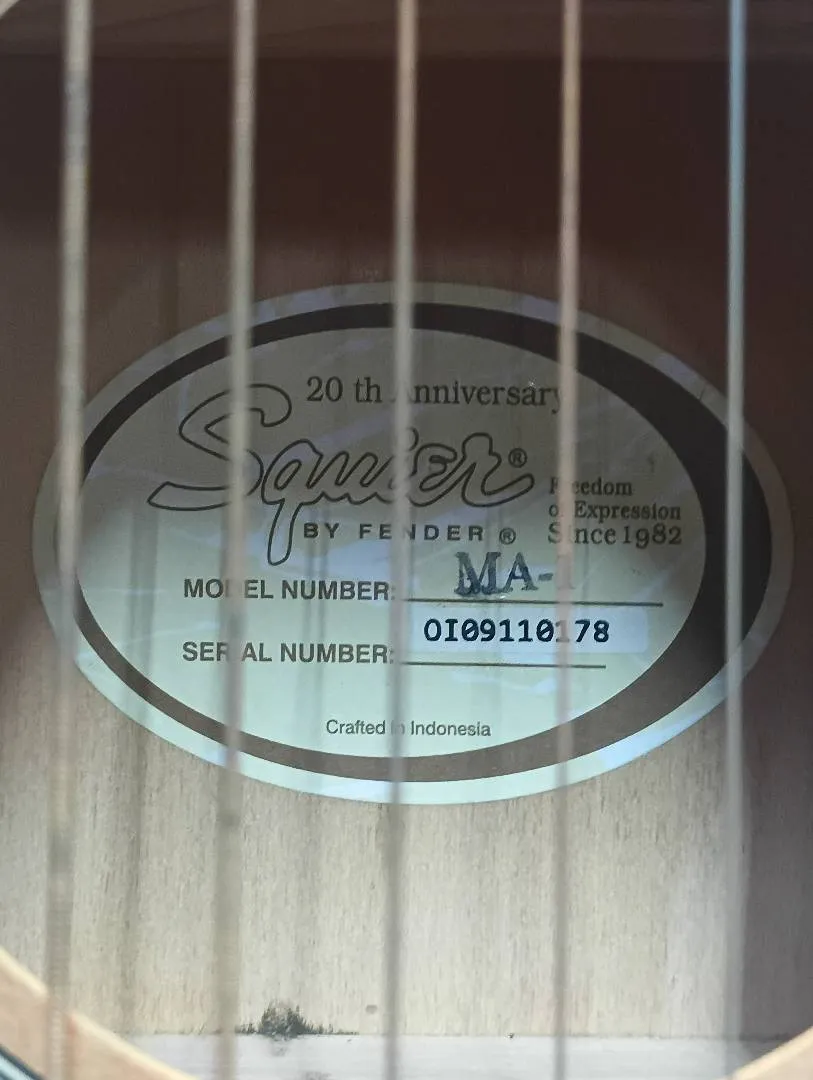 20 th Anniversary
Squier®
Freedom
of Expression
Since 1982
BY FENDER ®
MODEL NUMBER: MA-1
SERIAL NUMBER: OI09110178
Crafted in Indonesia